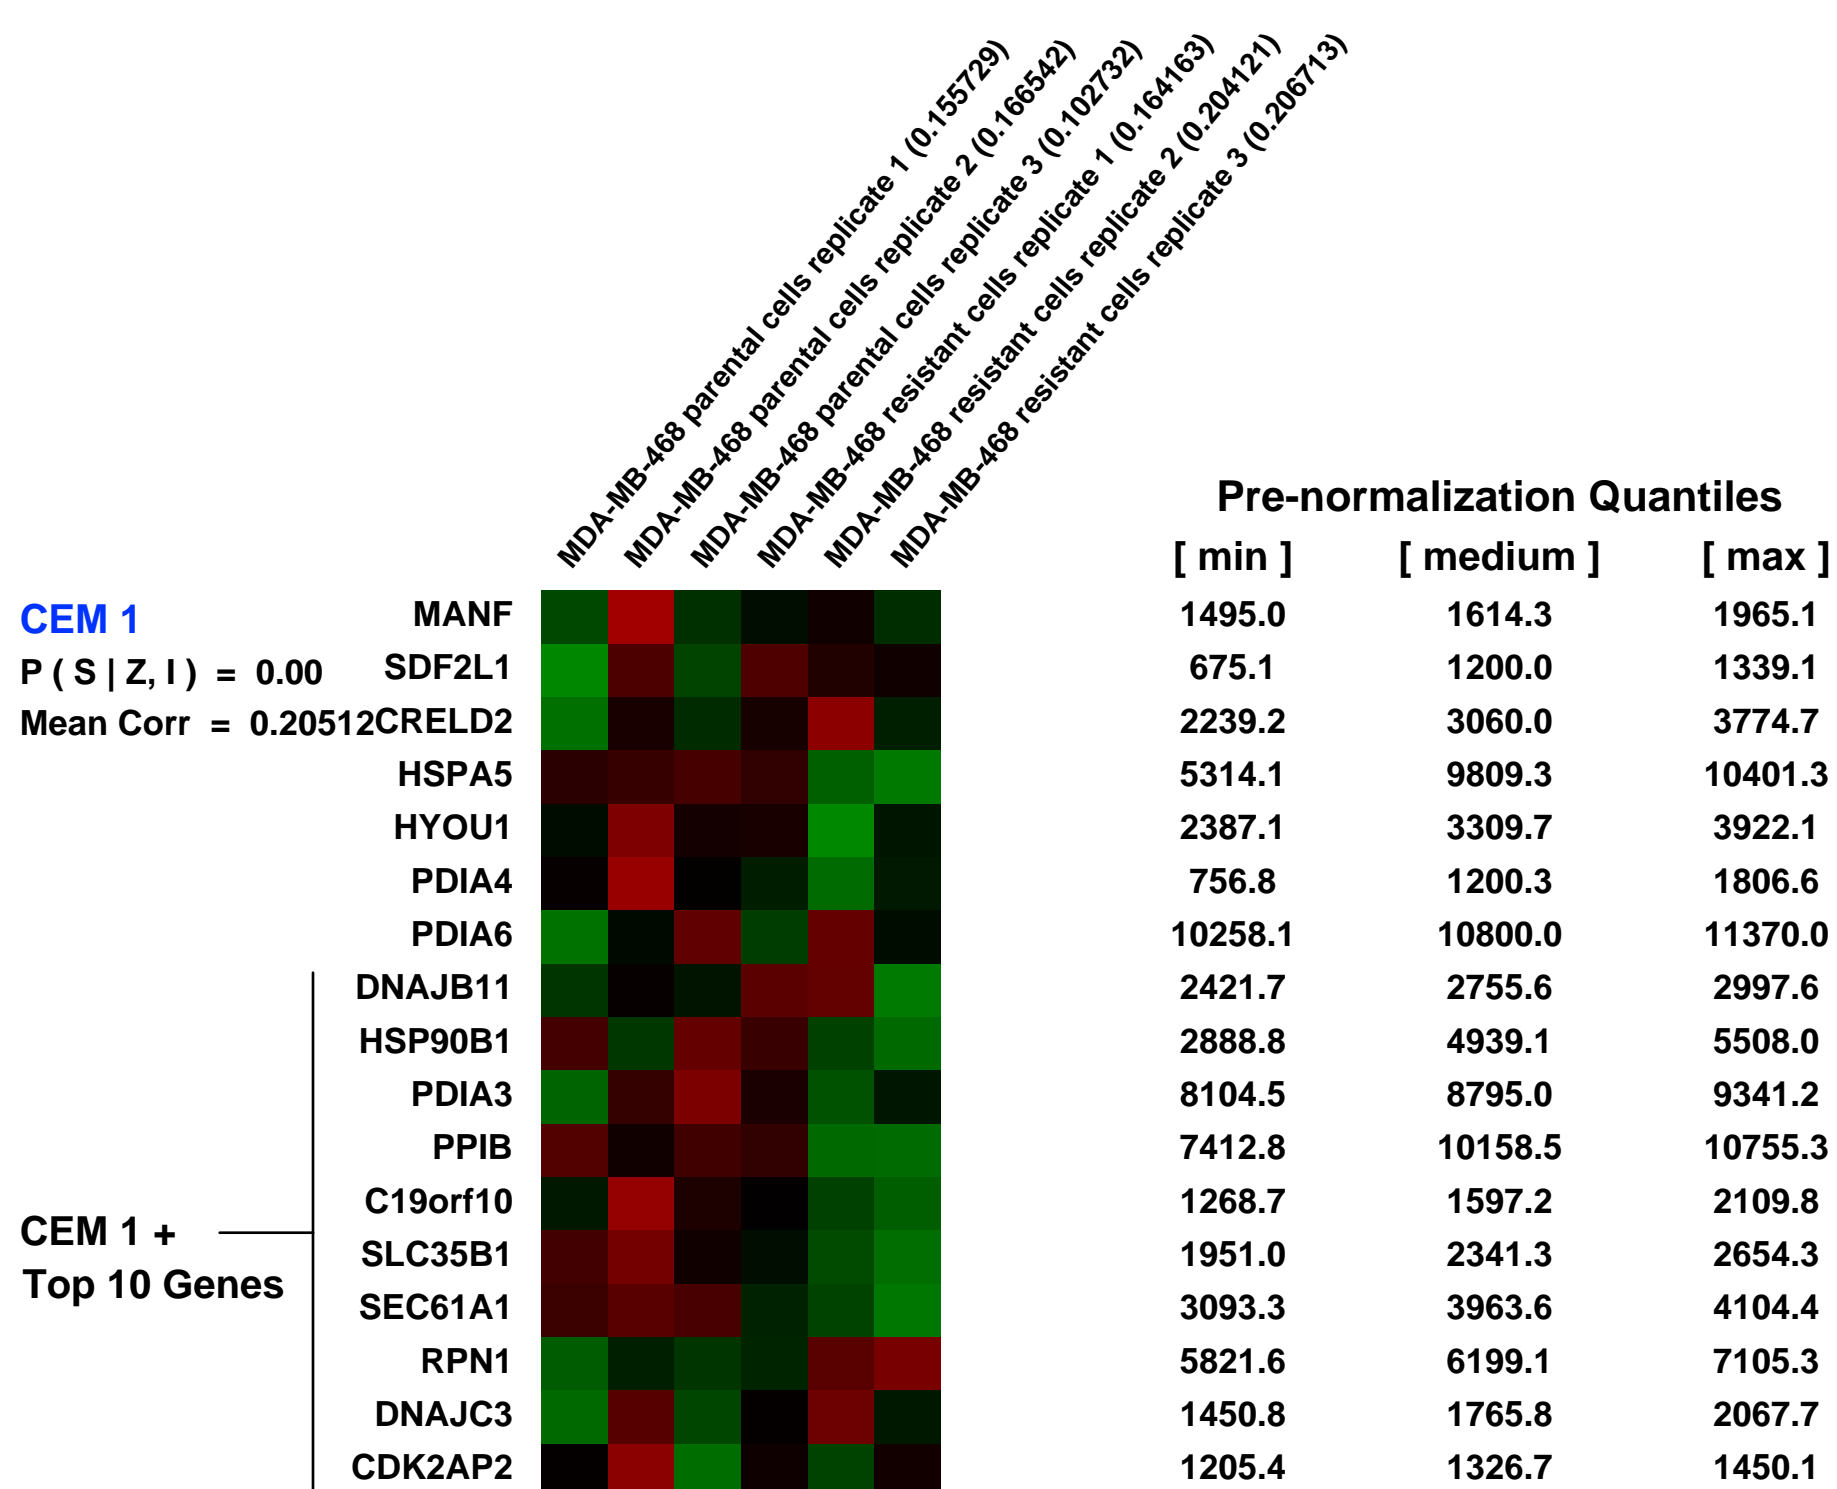 MDA-MB-468 parental cells replicate 1 (0.155729)
MDA-MB-468 parental cells replicate 2 (0.166542)
MDA-MB-468 parental cells replicate 3 (0.102732)
MDA-MB-468 resistant cells replicate 1 (0.164163)
MDA-MB-468 resistant cells replicate 2 (0.204121)
MDA-MB-468 resistant cells replicate 3 (0.206713)
Pre-normalization Quantiles
[ min ] [ medium ] [ max ]
CEM 1
P ( S | Z, I ) = 0.00
Mean Corr = 0.20512
MANF 1495.0 1614.3 1965.1
SDF2L1 675.1 1200.0 1339.1
CRELD2 2239.2 3060.0 3774.7
HSPA5 5314.1 9809.3 10401.3
HYOU1 2387.1 3309.7 3922.1
PDIA4 756.8 1200.3 1806.6
PDIA6 10258.1 10800.0 11370.0
DNAJB11 2421.7 2755.6 2997.6
HSP90B1 2888.8 4939.1 5508.0
PDIA3 8104.5 8795.0 9341.2
PPIB 7412.8 10158.5 10755.3
C19orf10 1268.7 1597.2 2109.8
SLC35B1 1951.0 2341.3 2654.3
SEC61A1 3093.3 3963.6 4104.4
RPN1 5821.6 6199.1 7105.3
DNAJC3 1450.8 1765.8 2067.7
CDK2AP2 1205.4 1326.7 1450.1
CEM 1 +
Top 10 Genes